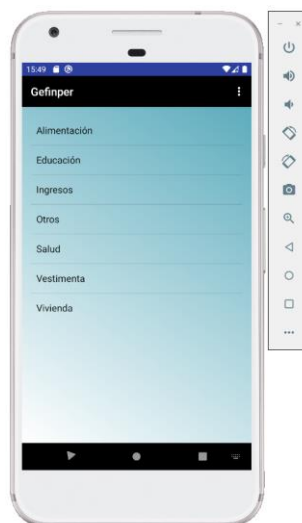 15:49
Gefinper
Alimentación
Educación
Ingresos
Otros
Salud
Vestimenta
Vivienda